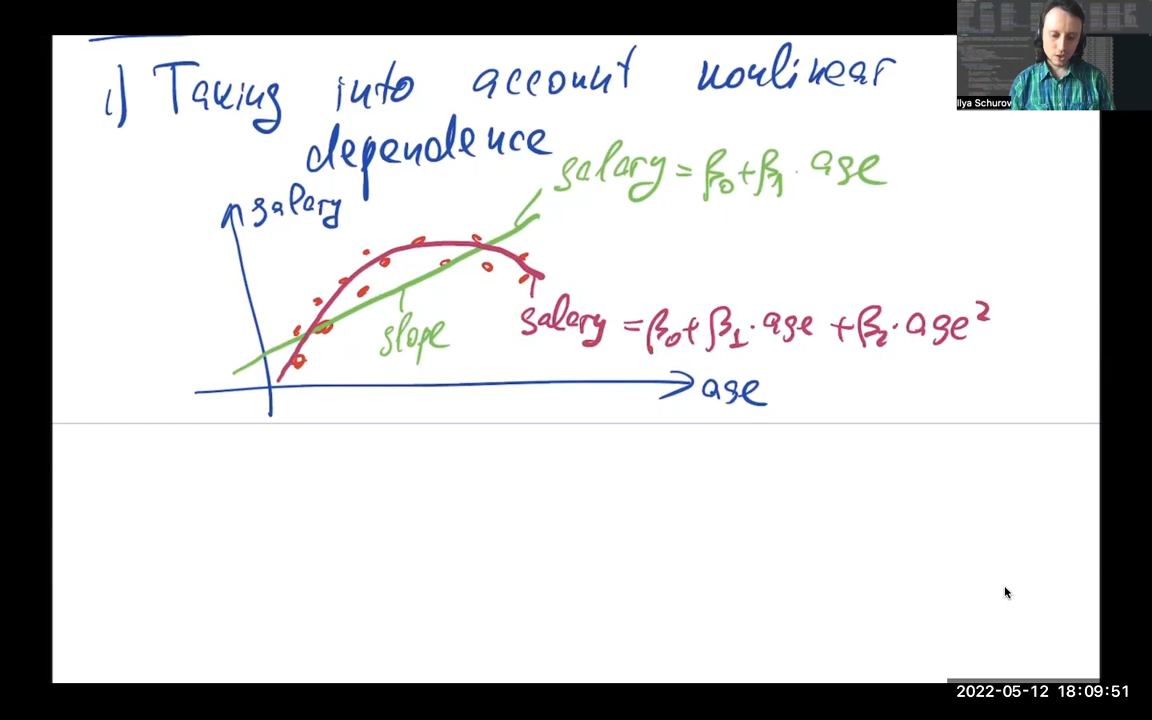 1) Taking into account nonlinear
dependence
salary = β₀ + β₁ · age
salary
slope
salary = β₀ + β₁ · age + β₂ · age²
age
Ilya Schurov
2022-05-12 18:09:51